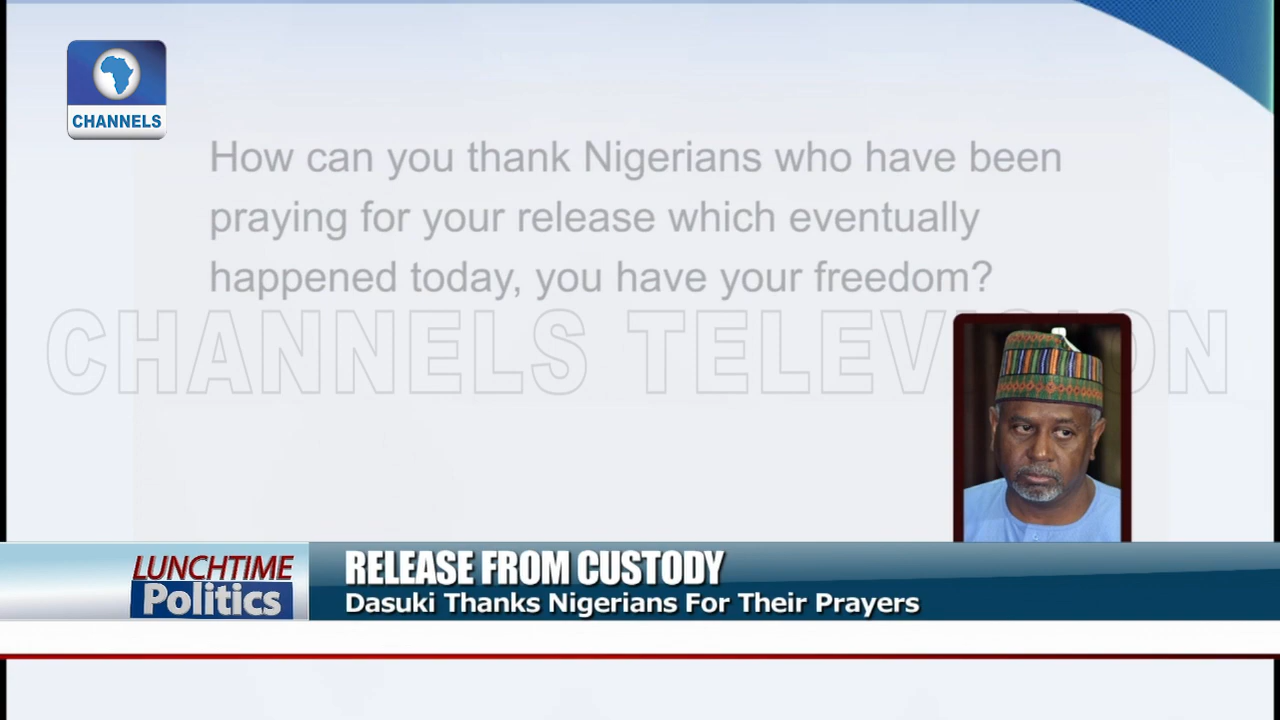 CHANNELS
How can you thank Nigerians who have been
praying for your release which eventually
happened today, you have your freedom?
CHANNELS TELEVISION
LUNCHTIME
Politics
RELEASE FROM CUSTODY
Dasuki Thanks Nigerians For Their Prayers